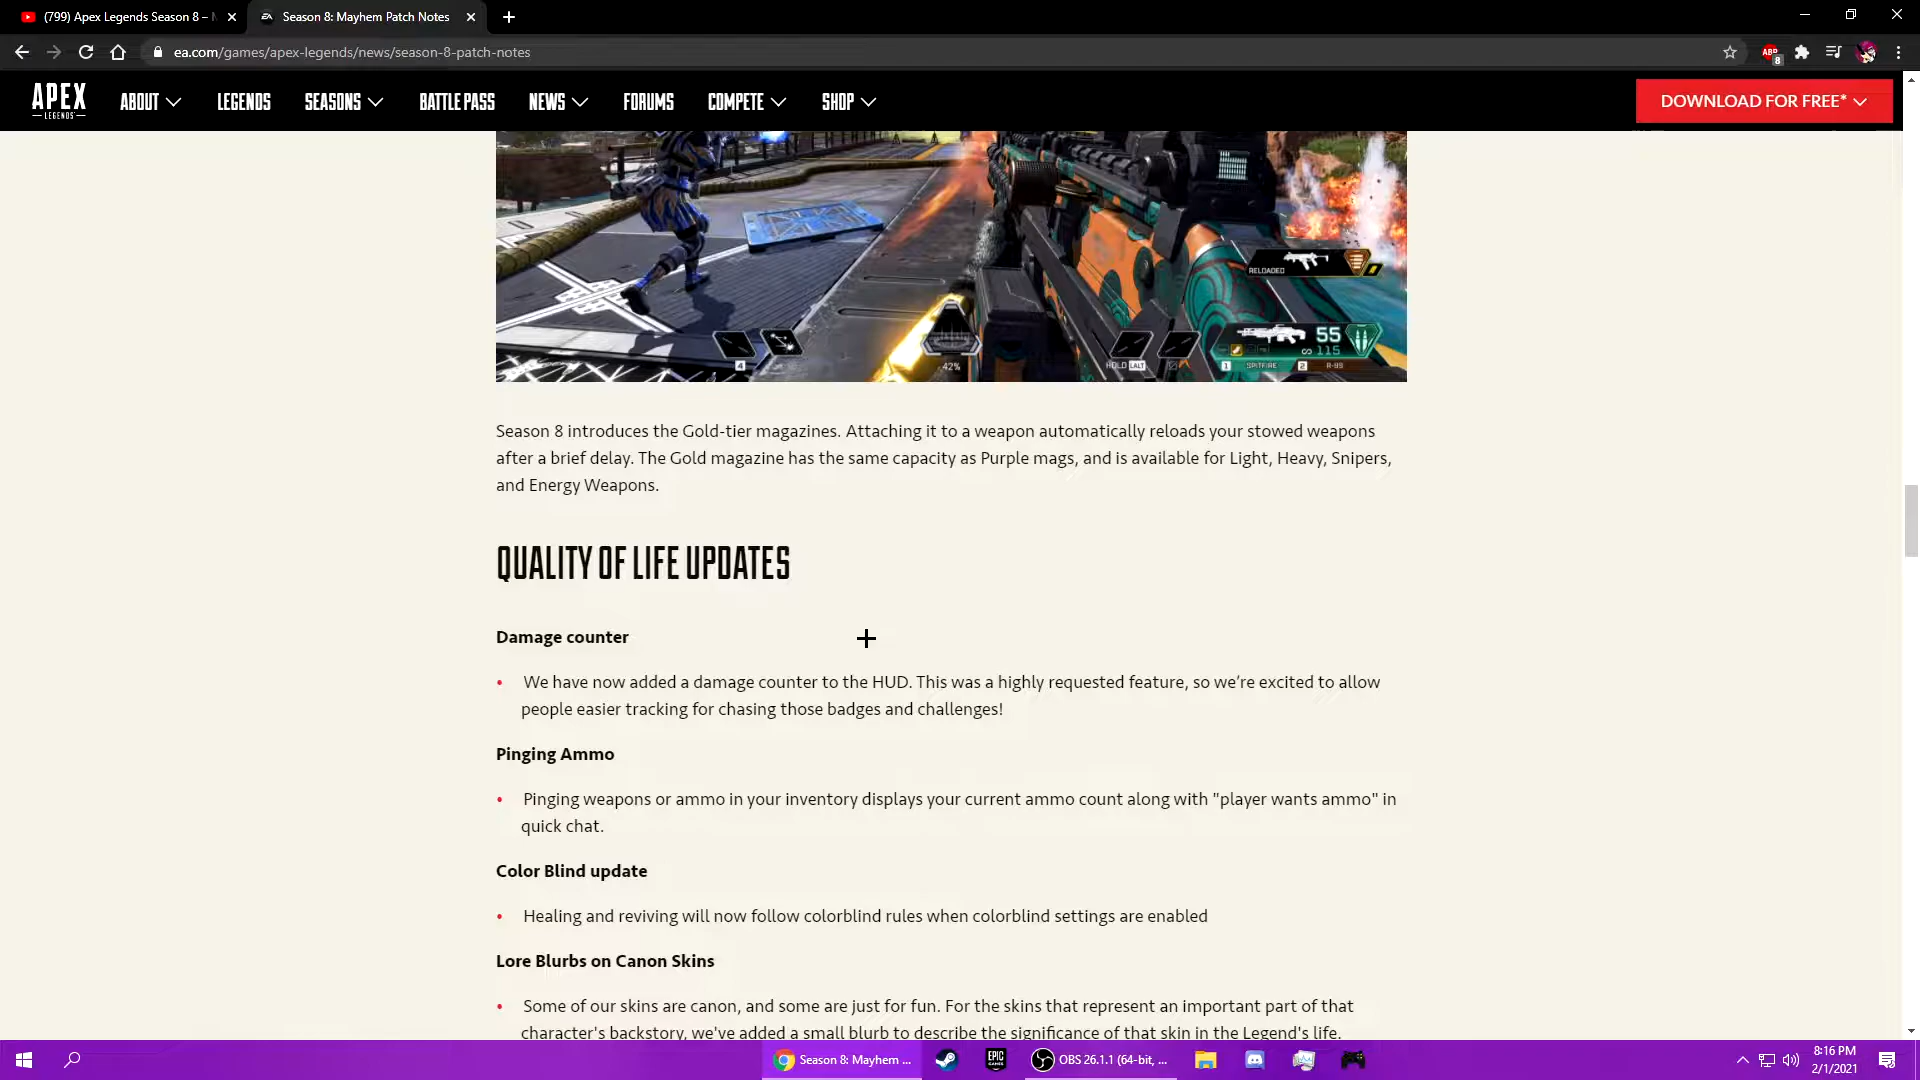 (799) Apex Legends Season 8 –
Season 8: Mayhem Patch Notes
ea.com/games/apex-legends/news/season-8-patch-notes
ABP
8
APEX
LEGENDS
ABOUT
LEGENDS
SEASONS
BATTLE PASS
NEWS
FORUMS
COMPETE
SHOP
DOWNLOAD FOR FREE*
RELOADED
55
115
4
42%
HOLD LALT
1 SPITFIRE 2 R-99
Season 8 introduces the Gold-tier magazines. Attaching it to a weapon automatically reloads your stowed weapons
after a brief delay. The Gold magazine has the same capacity as Purple mags, and is available for Light, Heavy, Snipers,
and Energy Weapons.
QUALITY OF LIFE UPDATES
Damage counter
• We have now added a damage counter to the HUD. This was a highly requested feature, so we’re excited to allow
people easier tracking for chasing those badges and challenges!
Pinging Ammo
• Pinging weapons or ammo in your inventory displays your current ammo count along with "player wants ammo" in
quick chat.
Color Blind update
• Healing and reviving will now follow colorblind rules when colorblind settings are enabled
Lore Blurbs on Canon Skins
• Some of our skins are canon, and some are just for fun. For the skins that represent an important part of that
character's backstory, we've added a small blurb to describe the significance of that skin in the Legend's life.
Season 8: Mayhem ...
EPIC
GAMES
OBS 26.1.1 (64-bit, ...
8:16 PM
2/1/2021